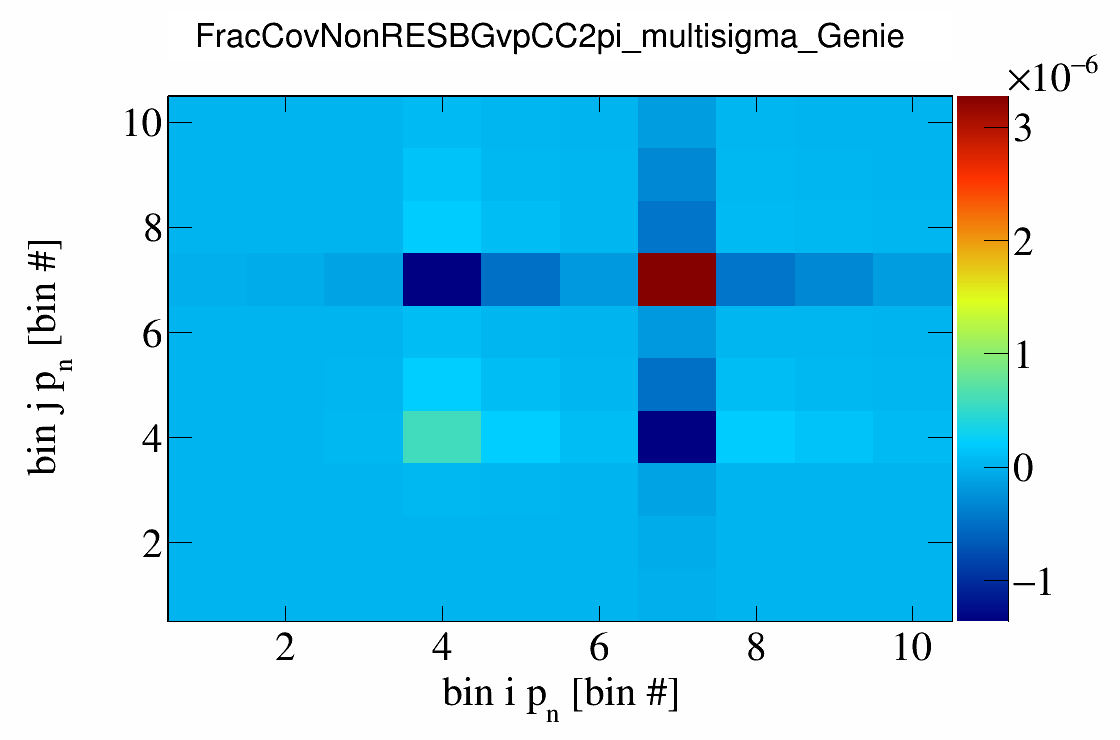 FracCovNonRESBGvpCC2pi_multisigma_Genie
×10⁻⁶
10
8
6
4
2
bin j pₙ [bin #]
2 4 6 8 10
bin i pₙ [bin #]
3
2
1
0
−1